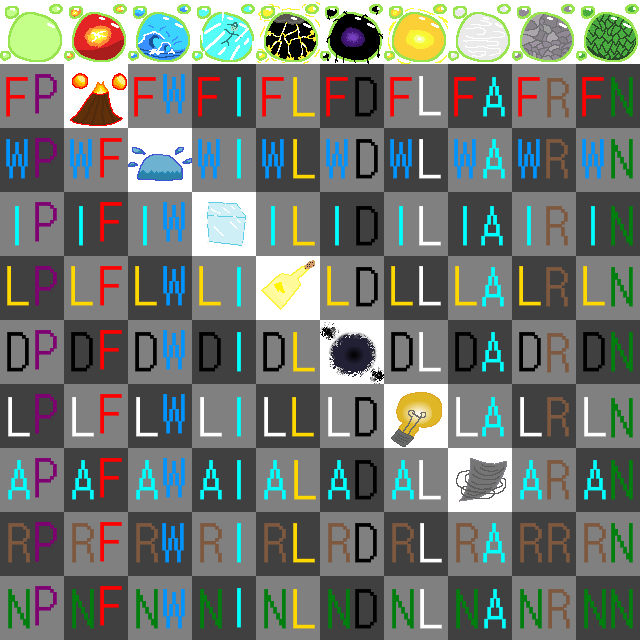 FP FW FI FL FD FL FA FR FN
WP WF WI WL WD WL WA WR WN
IP IF IW IL ID IL IA IR IN
LP LF LW LI LD LL LA LR LN
DP DF DW DI DL DL DA DR DN
LP LF LW LI LL LD LA LR LN
AP AF AW AI AL AD AL AR AN
RP RF RW RI RL RD RL RA RR RN
NP NF NW NI NL ND NL NA NR NN